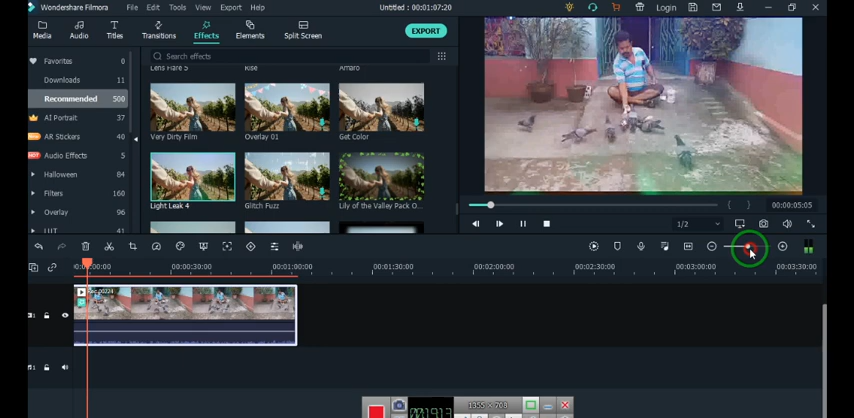 Wondershare Filmora File Edit Tools View Export Help Untitled : 00:01:07:20 Login
Media Audio Titles Transitions Effects Elements Split Screen EXPORT
Favorites 0
Downloads 11
Recommended 500
AI Portrait 37
AR Stickers 40
Audio Effects 5
Halloween 84
Filters 160
Overlay 96
LUT
Search effects
Lens Flare 5 Rise Amaro
Very Dirty Film Overlay 01 Get Color
Light Leak 4 Glitch Fuzz Lily of the Valley Pack O...
00:00:05:05
1/2
00:00:00 00:00:30:00 00:01:00:00 00:01:30:00 00:02:00:00 00:02:30:00 00:03:00:00 00:03:30:00
00224
1
1
1355 × 708